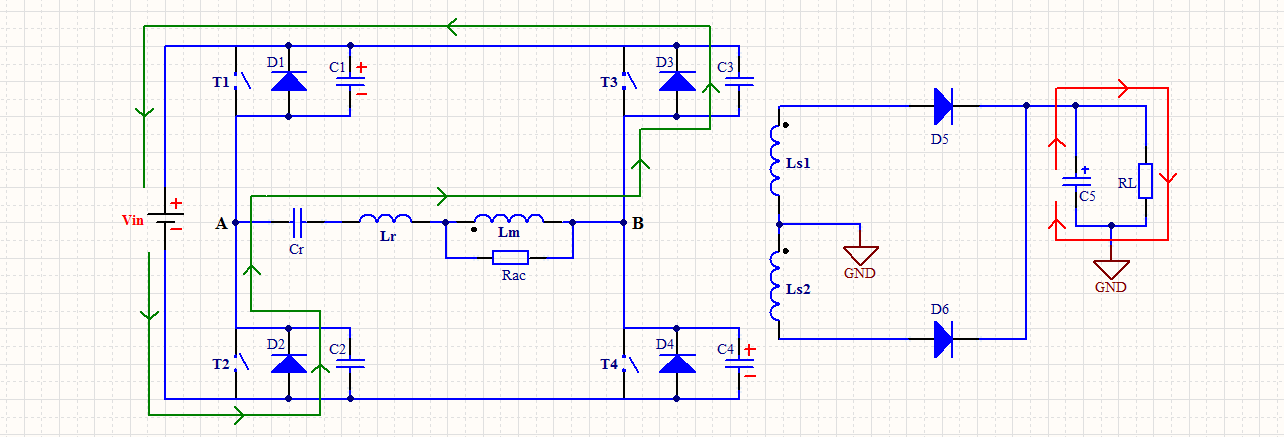 D1
C1
+
T1
−
D3
C3
T3
D5
Ls1
+
C5
RL
+
Vin
−
A
Cr
Lr
Lm
B
Rac
GND
GND
Ls2
D6
D2
C2
T2
D4
C4
+
T4
−